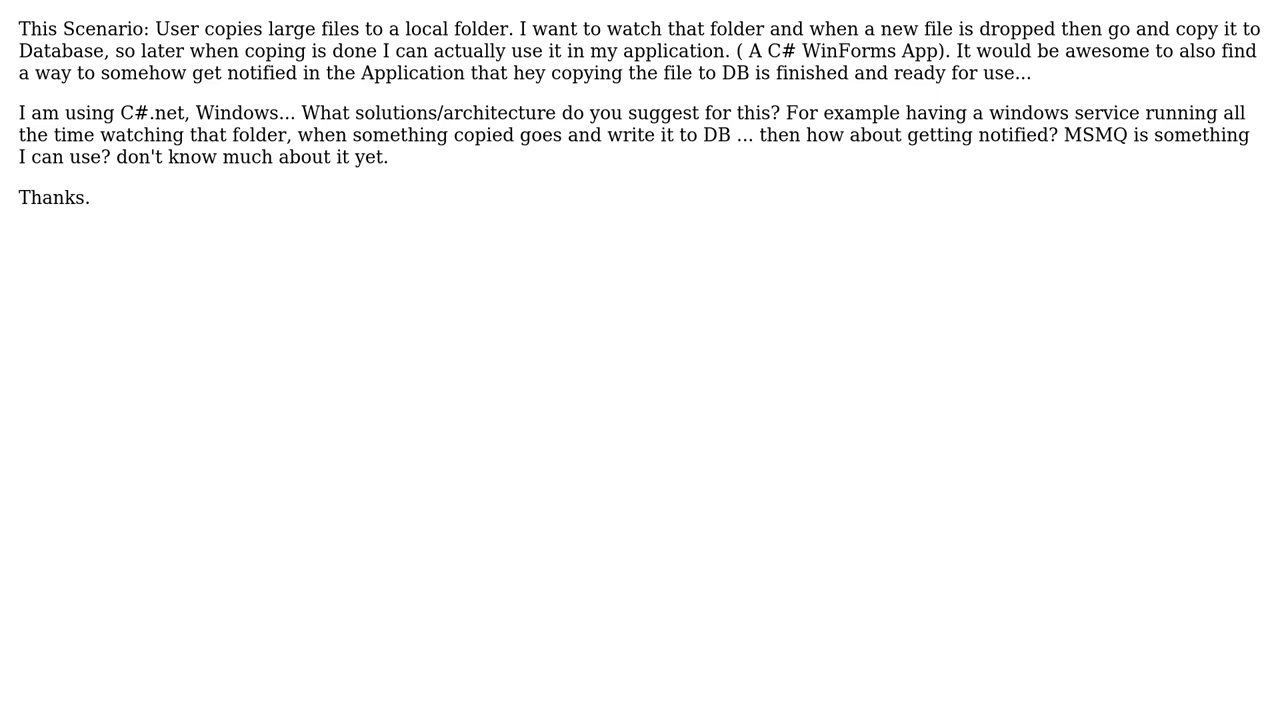 This Scenario: User copies large files to a local folder. I want to watch that folder and when a new file is dropped then go and copy it to
Database, so later when coping is done I can actually use it in my application. ( A C# WinForms App). It would be awesome to also find
a way to somehow get notified in the Application that hey copying the file to DB is finished and ready for use...
I am using C#.net, Windows... What solutions/architecture do you suggest for this? For example having a windows service running all
the time watching that folder, when something copied goes and write it to DB ... then how about getting notified? MSMQ is something
I can use? don't know much about it yet.
Thanks.